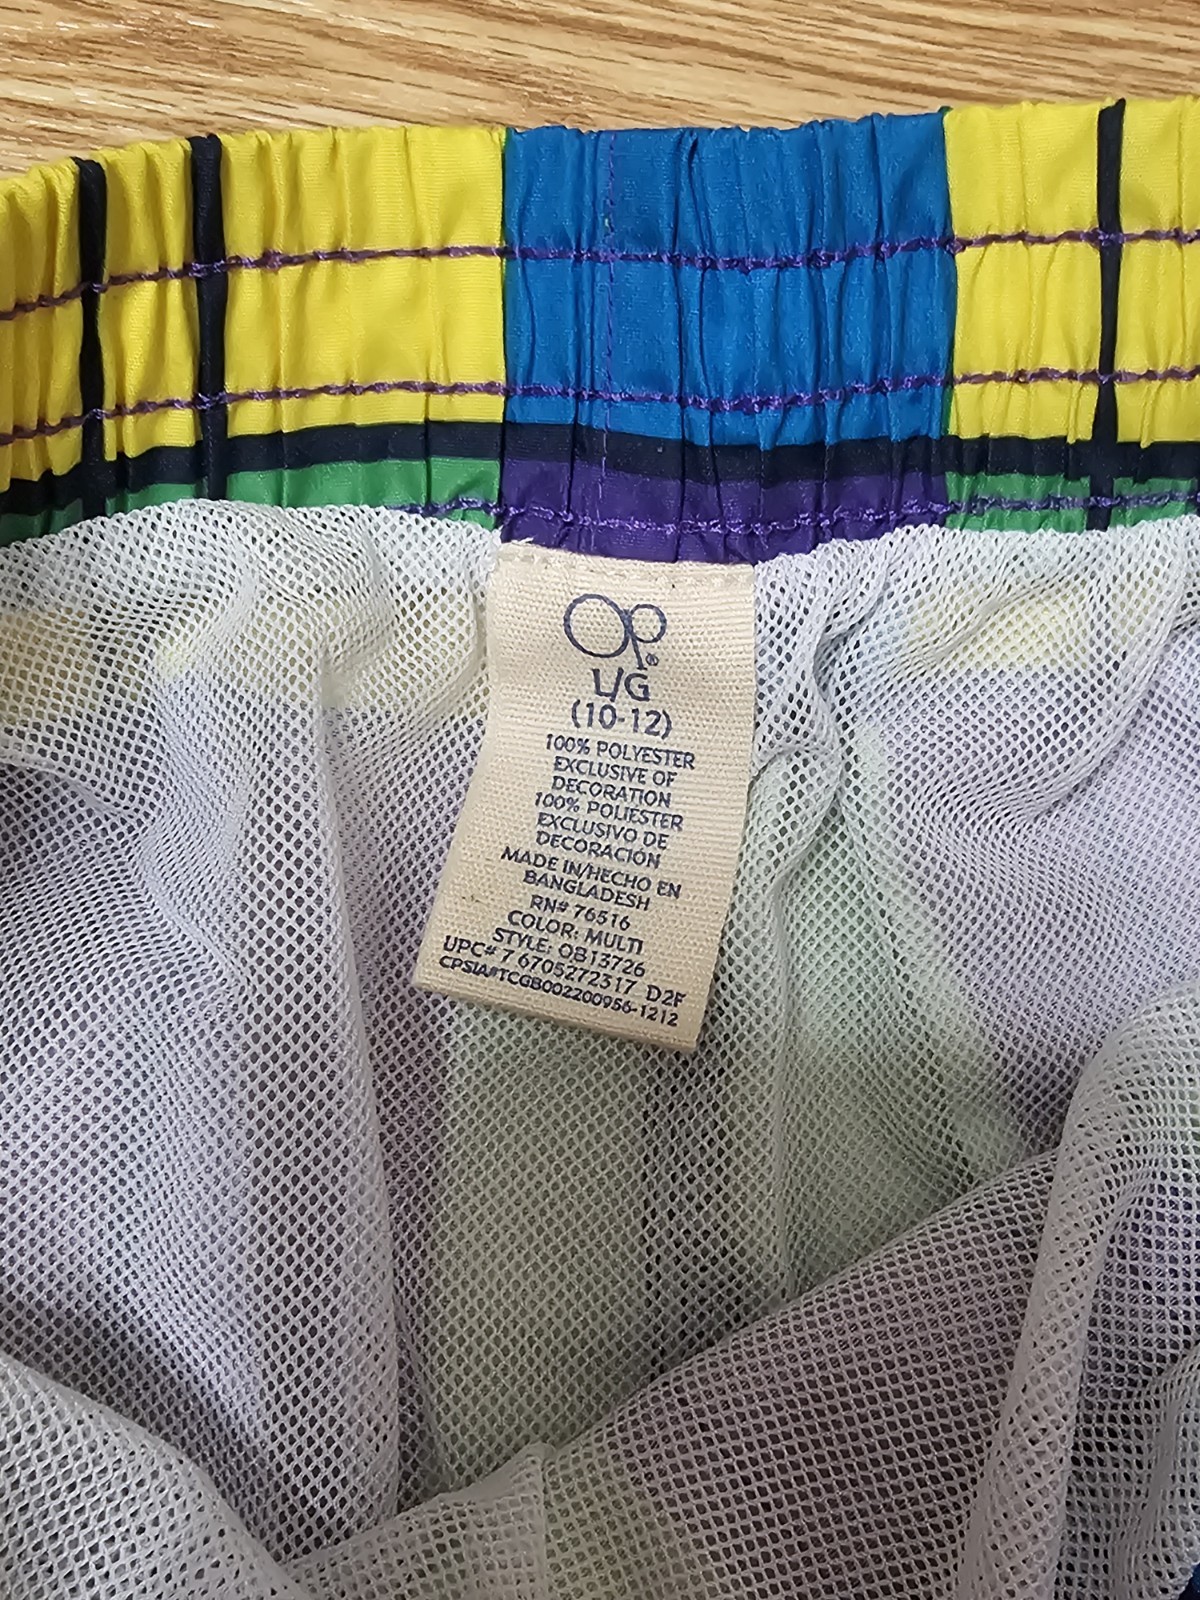 Op®
L/G
(10-12)
100% POLYESTER
EXCLUSIVE OF
DECORATION
100% POLIESTER
EXCLUSIVO DE
DECORACIÓN
MADE IN/HECHO EN
BANGLADESH
RN# 76516
COLOR: MULTI
STYLE: OB13726
UPC# 7 6705272317 D2F
CPSIA#TCGB002200956-1212